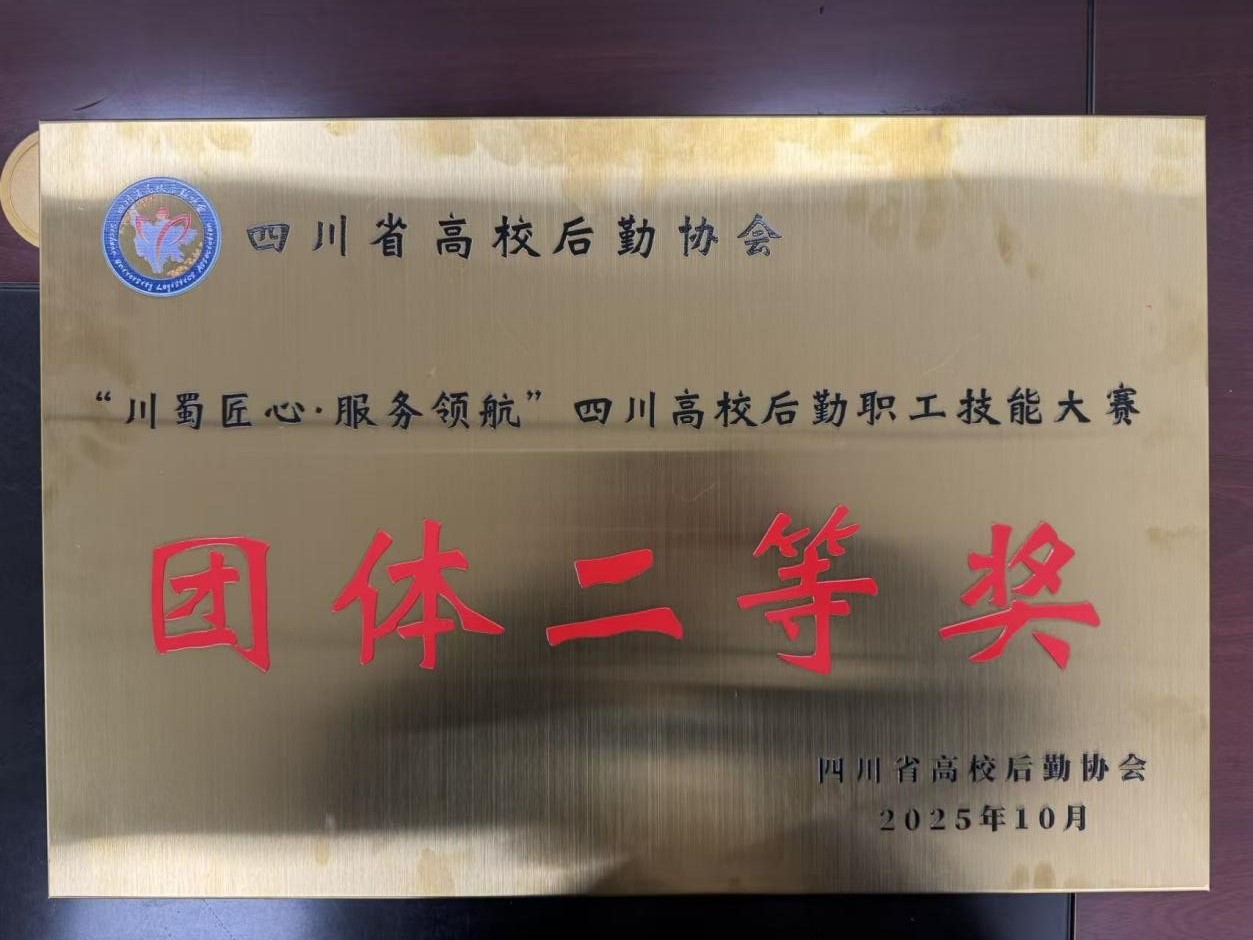 四川省高校后勤协会
“川蜀匠心·服务领航”四川高校后勤职工技能大赛
团体二等奖
四川省高校后勤协会
2025年10月